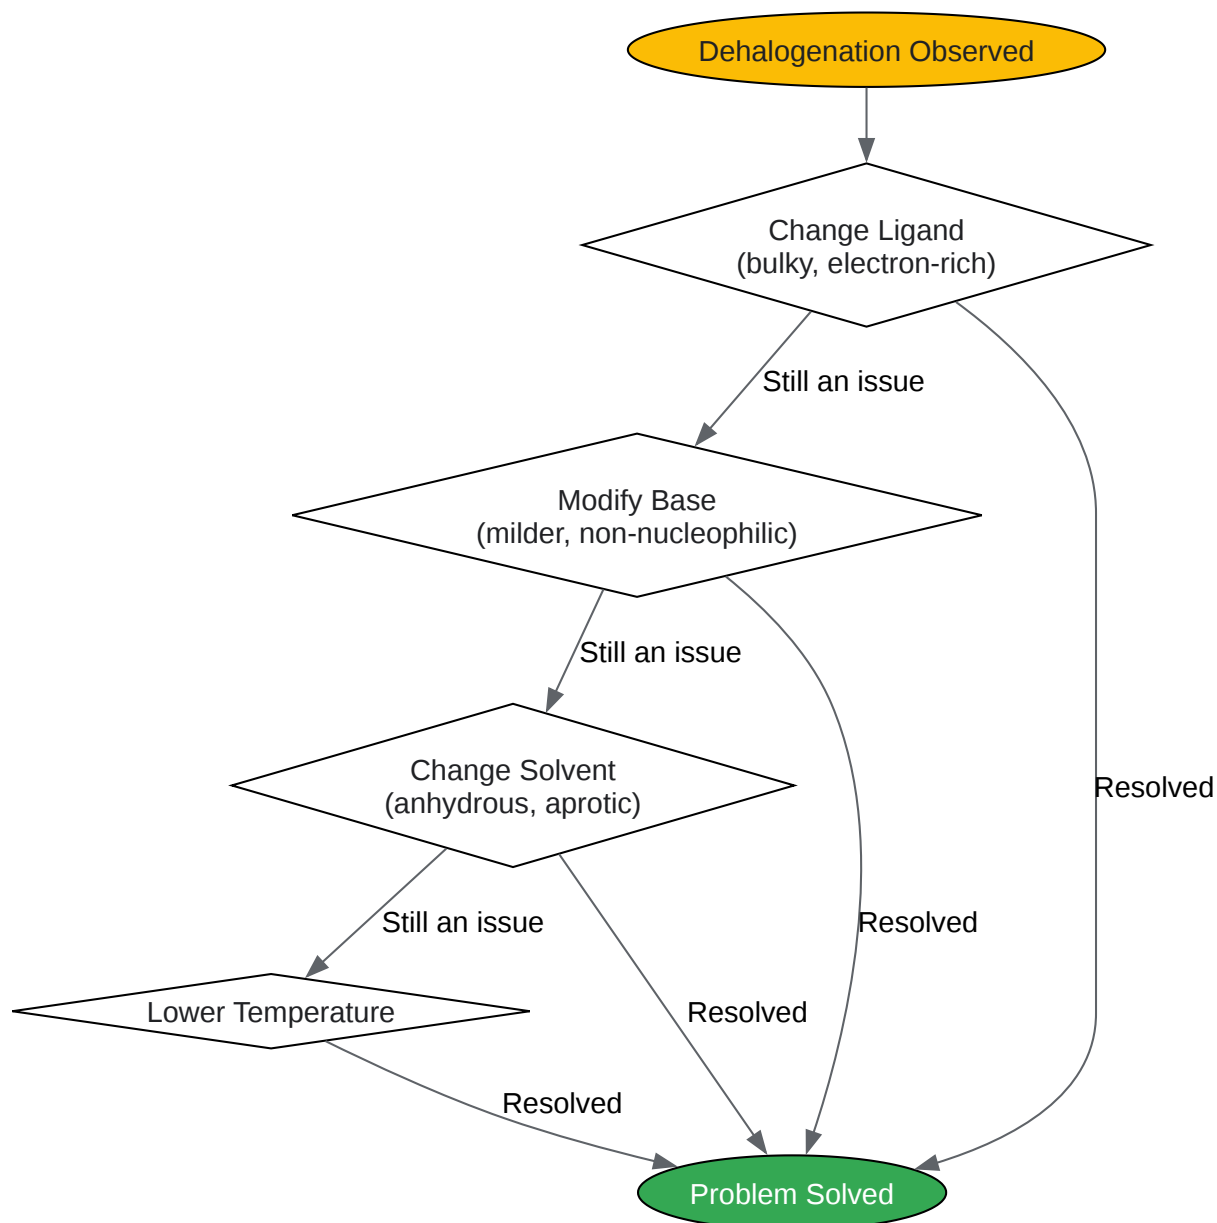 Dehalogenation Observed
Change Ligand
(bulky, electron-rich)
Still an issue
Modify Base
(milder, non-nucleophilic)
Still an issue
Change Solvent
(anhydrous, aprotic)
Resolved
Still an issue
Resolved
Lower Temperature
Resolved
Resolved
Problem Solved